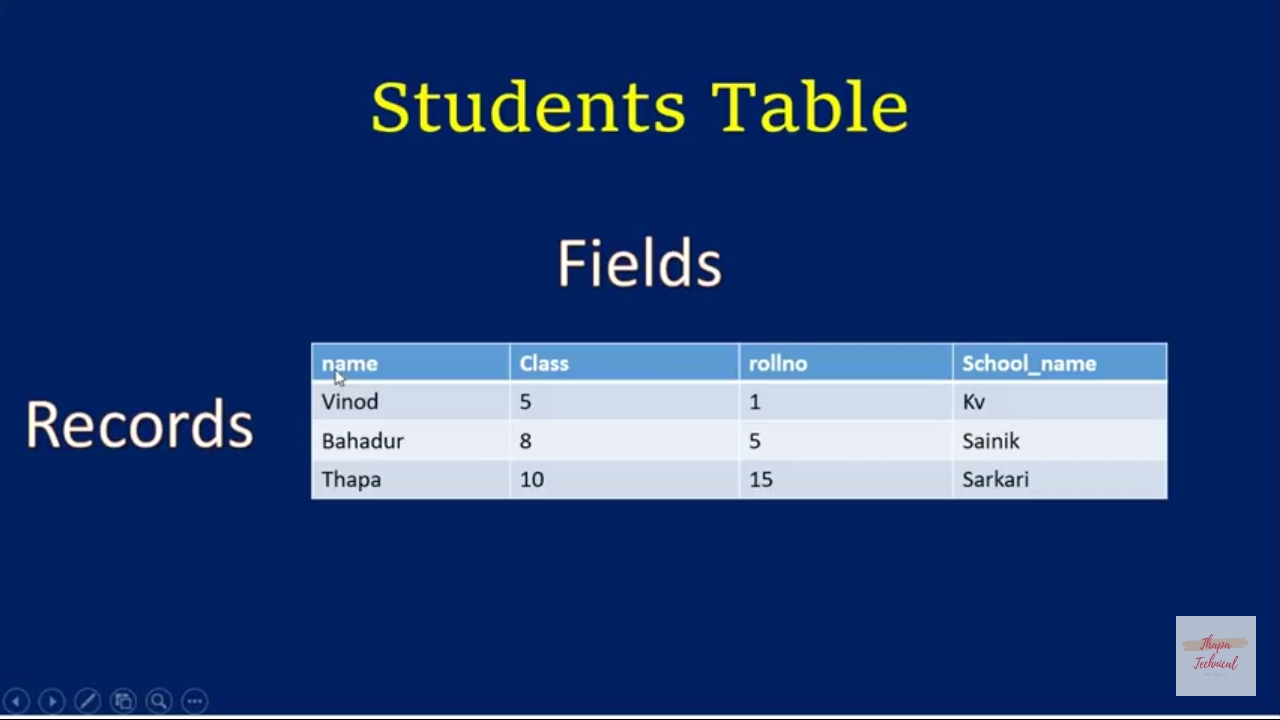 Students Table
Fields
Records
name Class rollno School_name
Vinod 5 1 Kv
Bahadur 8 5 Sainik
Thapa 10 15 Sarkari
Thapa
Technical